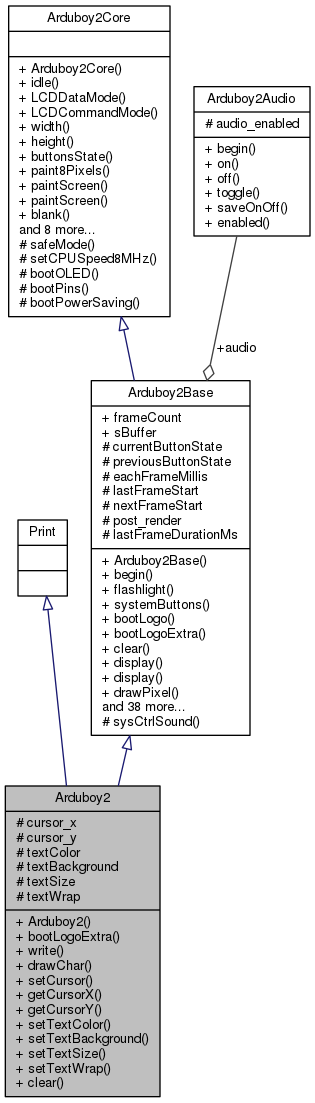 Arduboy2Core
+ Arduboy2Core()
+ idle()
+ LCDDataMode()
+ LCDCommandMode()
+ width()
+ height()
+ buttonsState()
+ paint8Pixels()
+ paintScreen()
+ paintScreen()
+ blank()
and 8 more...
# safeMode()
# setCPUSpeed8MHz()
# bootOLED()
# bootPins()
# bootPowerSaving()
Arduboy2Audio
# audio_enabled
+ begin()
+ on()
+ off()
+ toggle()
+ saveOnOff()
+ enabled()
+audio
Arduboy2Base
+ frameCount
+ sBuffer
# currentButtonState
# previousButtonState
# eachFrameMillis
# lastFrameStart
# nextFrameStart
# post_render
# lastFrameDurationMs
+ Arduboy2Base()
+ begin()
+ flashlight()
+ systemButtons()
+ bootLogo()
+ bootLogoExtra()
+ clear()
+ display()
+ display()
+ drawPixel()
and 38 more...
# sysCtrlSound()
Print
Arduboy2
# cursor_x
# cursor_y
# textColor
# textBackground
# textSize
# textWrap
+ Arduboy2()
+ bootLogoExtra()
+ write()
+ drawChar()
+ setCursor()
+ getCursorX()
+ getCursorY()
+ setTextColor()
+ setTextBackground()
+ setTextSize()
+ setTextWrap()
+ clear()